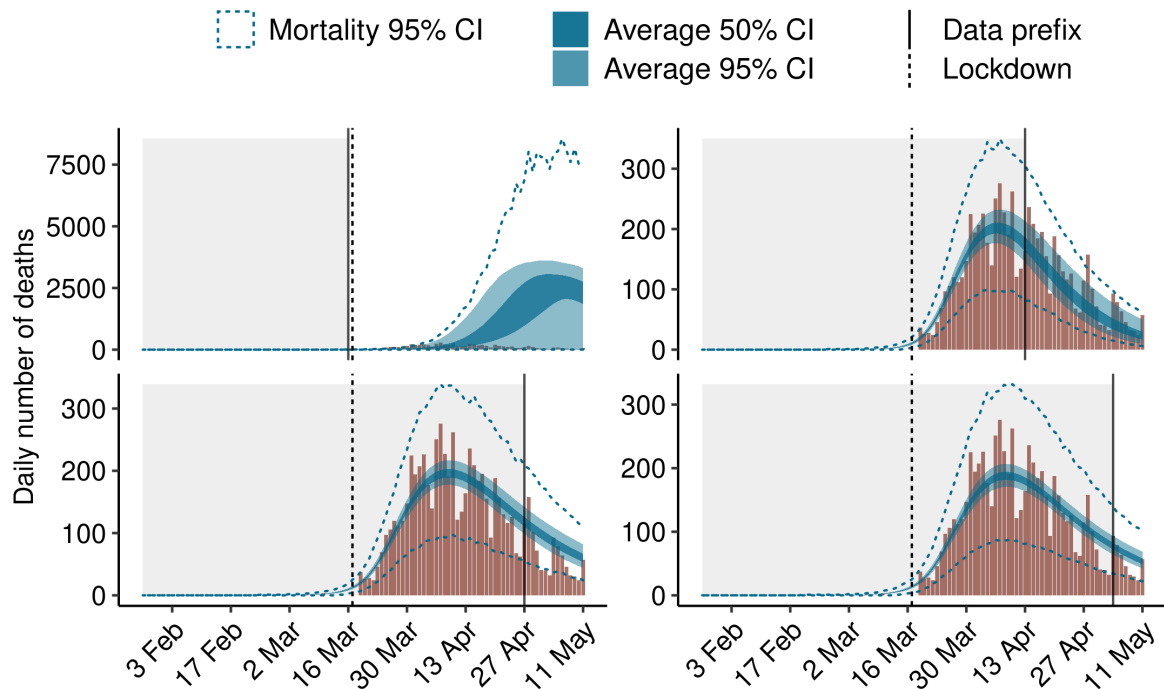 Mortality 95% CI
Average 50% CI
Data prefix
Average 95% CI
Lockdown
Daily number of deaths
7500
5000
2500
0
300
200
100
0
300
200
100
0
300
200
100
0
3 Feb
17 Feb
2 Mar
16 Mar
30 Mar
13 Apr
27 Apr
11 May
3 Feb
17 Feb
2 Mar
16 Mar
30 Mar
13 Apr
27 Apr
11 May